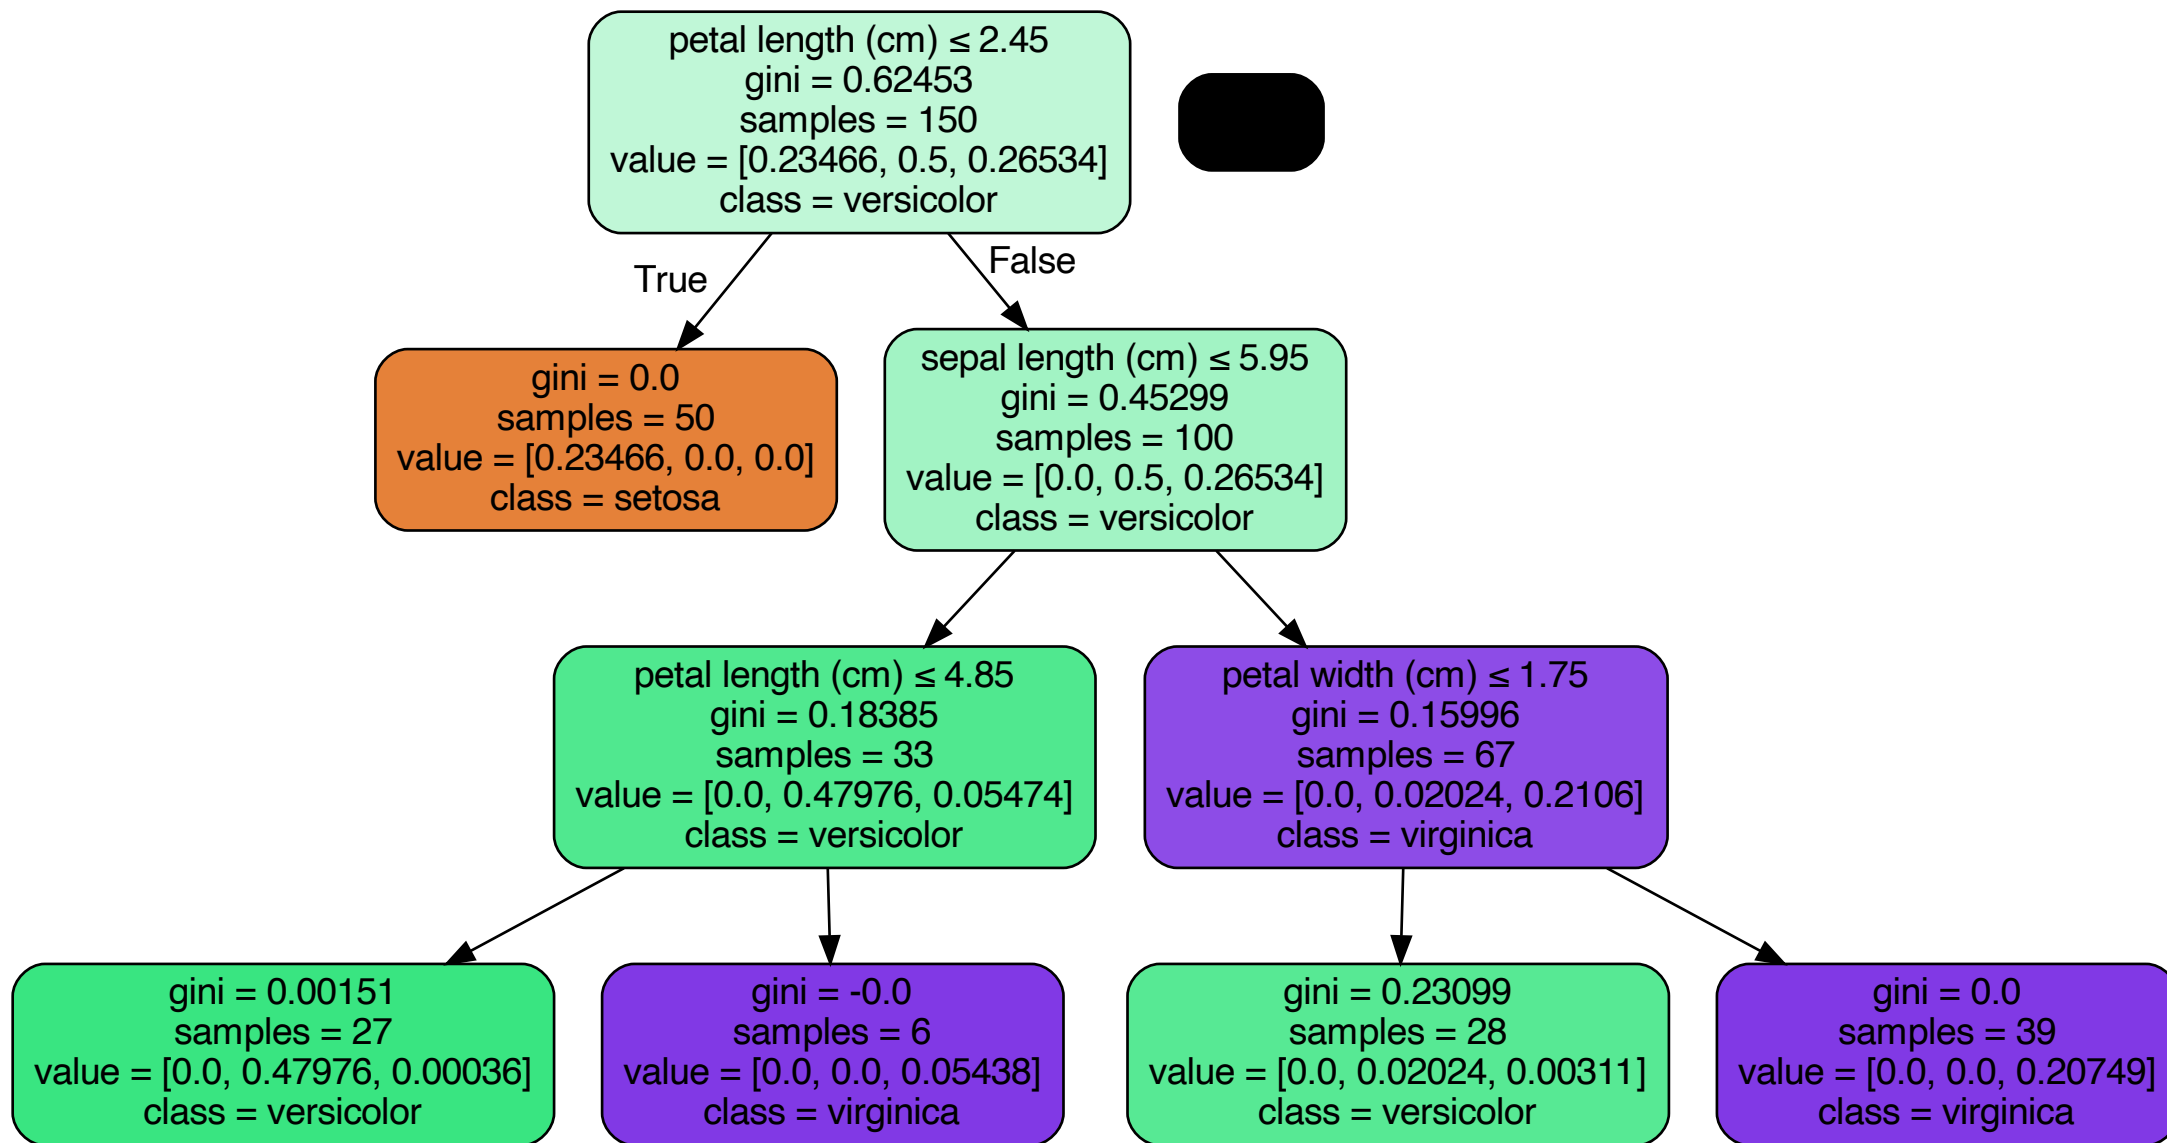 petal length (cm) ≤ 2.45
gini = 0.62453
samples = 150
value = [0.23466, 0.5, 0.26534]
class = versicolor
True
False
gini = 0.0
samples = 50
value = [0.23466, 0.0, 0.0]
class = setosa
sepal length (cm) ≤ 5.95
gini = 0.45299
samples = 100
value = [0.0, 0.5, 0.26534]
class = versicolor
petal length (cm) ≤ 4.85
gini = 0.18385
samples = 33
value = [0.0, 0.47976, 0.05474]
class = versicolor
petal width (cm) ≤ 1.75
gini = 0.15996
samples = 67
value = [0.0, 0.02024, 0.2106]
class = virginica
gini = 0.00151
samples = 27
value = [0.0, 0.47976, 0.00036]
class = versicolor
gini = -0.0
samples = 6
value = [0.0, 0.0, 0.05438]
class = virginica
gini = 0.23099
samples = 28
value = [0.0, 0.02024, 0.00311]
class = versicolor
gini = 0.0
samples = 39
value = [0.0, 0.0, 0.20749]
class = virginica